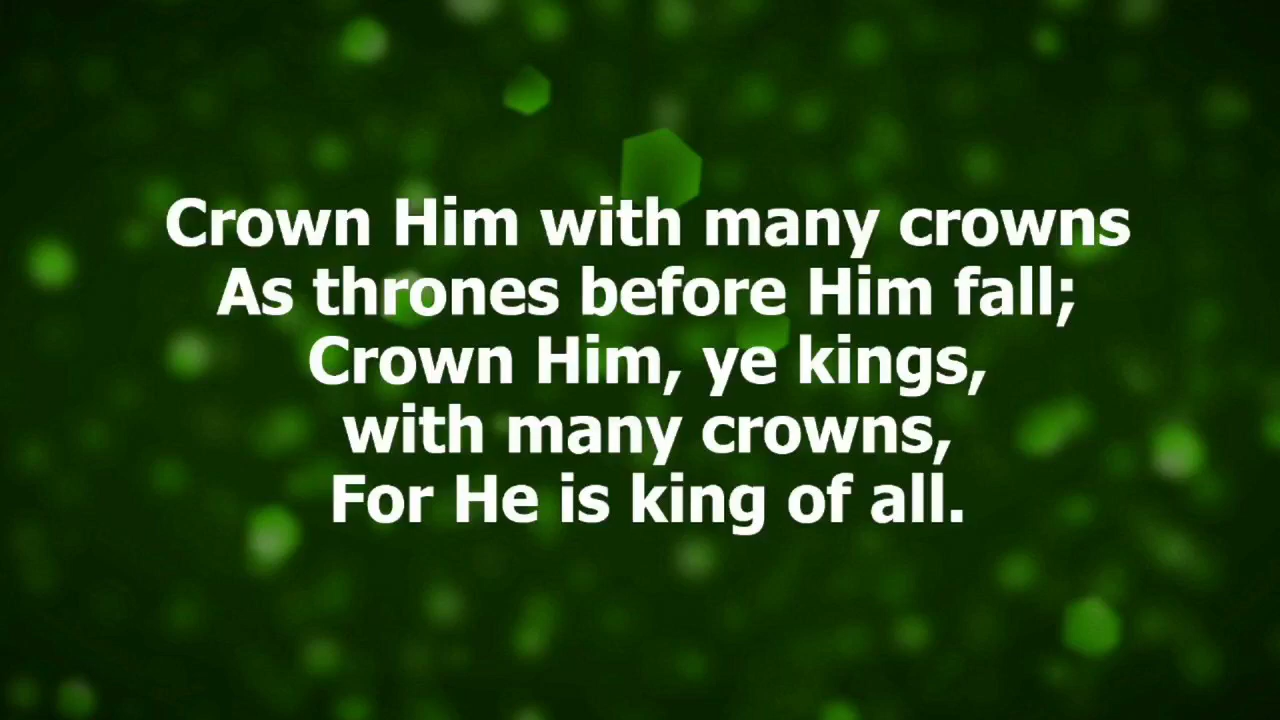 Crown Him with many crowns
As thrones before Him fall;
Crown Him, ye kings,
with many crowns,
For He is king of all.